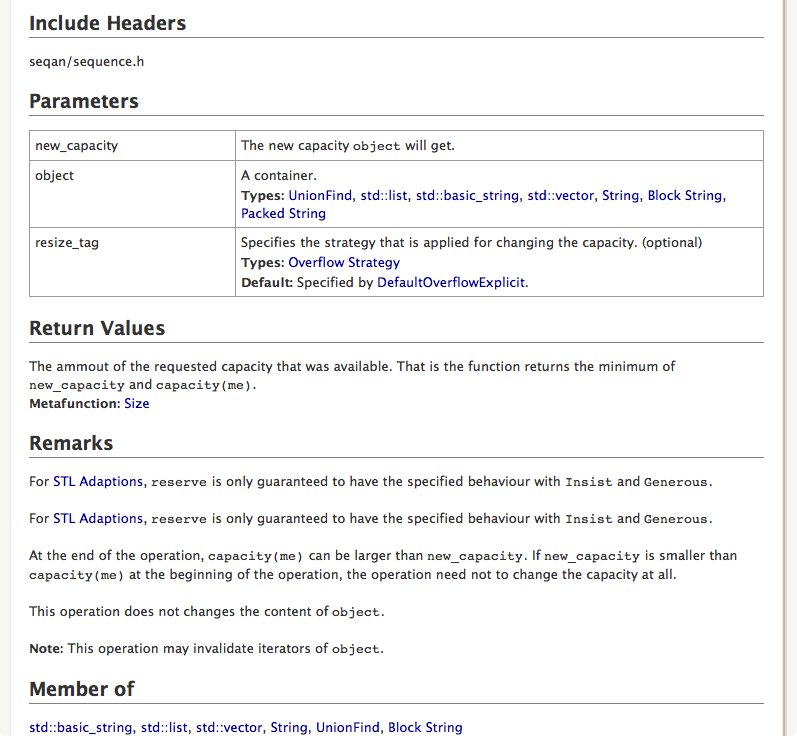 Include Headers
seqan/sequence.h
Parameters
new_capacity
The new capacity object will get.
object
A container.
Types: UnionFind, std::list, std::basic_string, std::vector, String, Block String,
Packed String
resize_tag
Specifies the strategy that is applied for changing the capacity. (optional)
Types: Overflow Strategy
Default: Specified by DefaultOverflowExplicit.
Return Values
The ammout of the requested capacity that was available. That is the function returns the minimum of
new_capacity and capacity(me).
Metafunction: Size
Remarks
For STL Adaptions, reserve is only guaranteed to have the specified behaviour with Insist and Generous.
For STL Adaptions, reserve is only guaranteed to have the specified behaviour with Insist and Generous.
At the end of the operation, capacity(me) can be larger than new_capacity. If new_capacity is smaller than
capacity(me) at the beginning of the operation, the operation need not to change the capacity at all.
This operation does not changes the content of object.
Note: This operation may invalidate iterators of object.
Member of
std::basic_string, std::list, std::vector, String, UnionFind, Block String